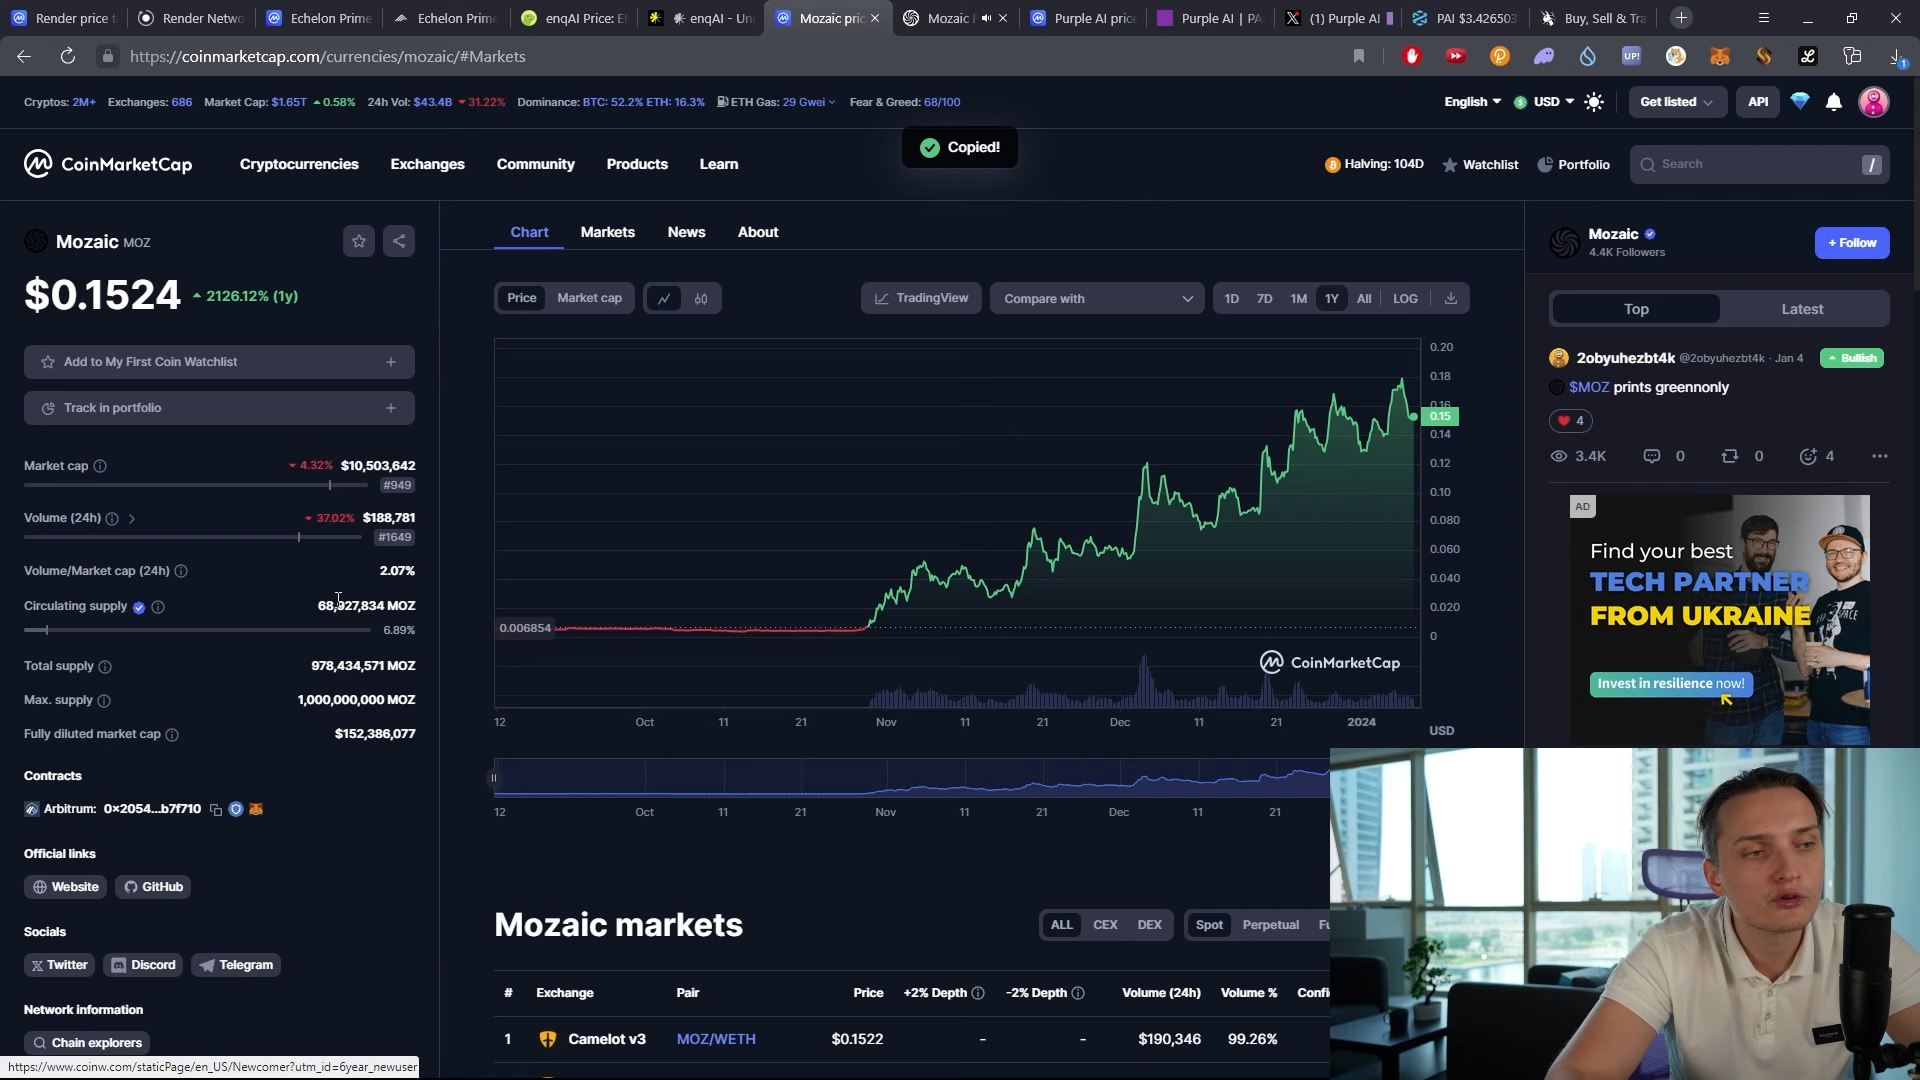 Render price t
Render Netwo
Echelon Prime
Echelon Prim
enqAI Price: E
enqAI - Un
Mozaic pric
Mozaic F
Purple AI price
Purple AI | PA
(1) Purple AI
PAI $3.426503
Buy, Sell & Tra
https://coinmarketcap.com/currencies/mozaic/#Markets
UP!
1
Cryptos: 2M+ Exchanges: 686 Market Cap: $1.65T 0.58% 24h Vol: $43.4B 31.22% Dominance: BTC: 52.2% ETH: 16.3% ETH Gas: 29 Gwei Fear & Greed: 68/100
English USD Get listed API
CoinMarketCap
Cryptocurrencies Exchanges Community Products Learn
Copied!
Halving: 104D Watchlist Portfolio Search /
Mozaic MOZ
$0.1524 2126.12% (1y)
Add to My First Coin Watchlist +
Track in portfolio +
Market cap 4.32% $10,503,642
#949
Volume (24h) 37.02% $188,781
#1649
Volume/Market cap (24h) 2.07%
Circulating supply 68,927,834 MOZ
6.89%
Total supply 978,434,571 MOZ
Max. supply 1,000,000,000 MOZ
Fully diluted market cap $152,386,077
Contracts
Arbitrum: 0x2054...b7f710
Official links
Website GitHub
Socials
Twitter Discord Telegram
Network information
Chain explorers
https://www.coinw.com/staticPage/en_US/Newcomer?utm_id=6year_newuser
Chart Markets News About
Price Market cap
TradingView Compare with 1D 7D 1M 1Y All LOG
0.20
0.18
0.16
0.15
0.14
0.12
0.10
0.080
0.060
0.040
0.020
0
0.006854
CoinMarketCap
12 Oct 11 21 Nov 11 21 Dec 11 21 2024
USD
12 Oct 11 21 Nov 11 21 Dec 11 21
Mozaic markets
ALL CEX DEX Spot Perpetual Fu
# Exchange Pair Price +2% Depth -2% Depth Volume (24h) Volume % Confi
1 Camelot v3 MOZ/WETH $0.1522 - - $190,346 99.26%
Mozaic
4.4K Followers
+ Follow
Top Latest
2obyuhezbt4k @2obyuhezbt4k · Jan 4 Bullish
$MOZ prints greennonly
4
3.4K 0 0 4
AD
Find your best
TECH PARTNER
FROM UKRAINE
Invest in resilience now!